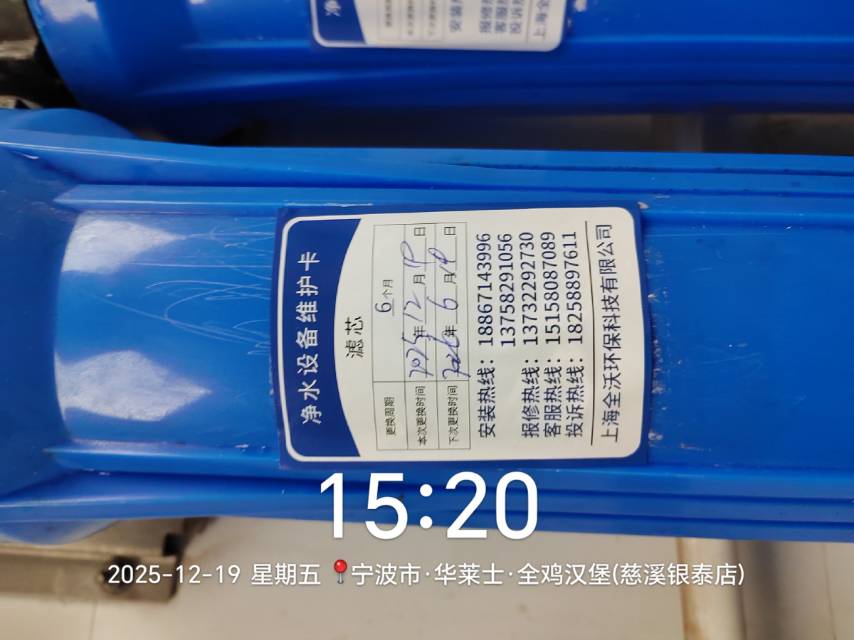 净水设备维护卡
滤芯
更换周期 6个月
本次更换时间 2025年12月19日
下次更换时间 2026年6月19日
安装热线：18867143996
13758291056
报修热线：13732292730
客服热线：15158087089
投诉热线：18258897611
上海全沃环保科技有限公司
15:20
2025-12-19 星期五 宁波市·华莱士·全鸡汉堡(慈溪银泰店)